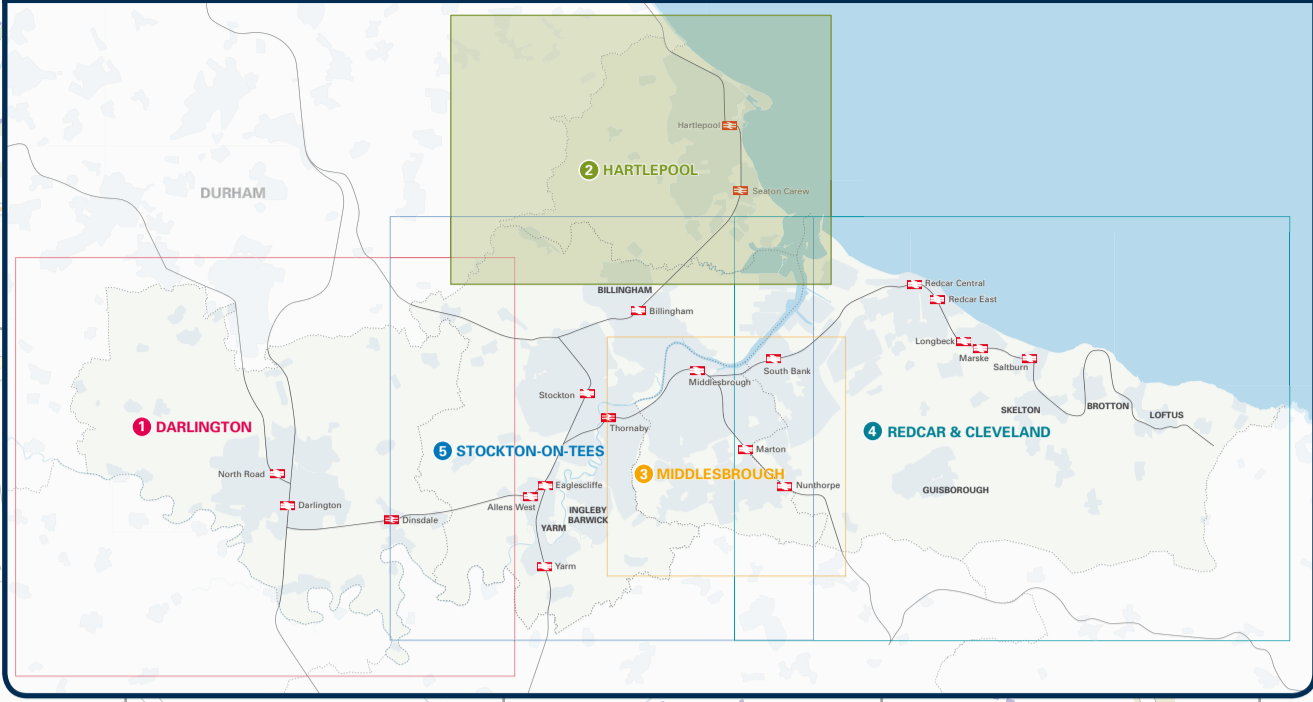 Hartlepool
2 HARTLEPOOL
DURHAM
Seaton Carew
BILLINGHAM
Billingham
Redcar Central
Redcar East
Longbeck
Marske
Saltburn
South Bank
Middlesbrough
Stockton
Thornaby
SKELTON
BROTTON
LOFTUS
1 DARLINGTON
4 REDCAR & CLEVELAND
5 STOCKTON-ON-TEES
Marton
3 MIDDLESBROUGH
North Road
Eaglescliffe
Nunthorpe
GUISBOROUGH
Darlington
Allens West
INGLEBY
BARWICK
Dinsdale
YARM
Yarm